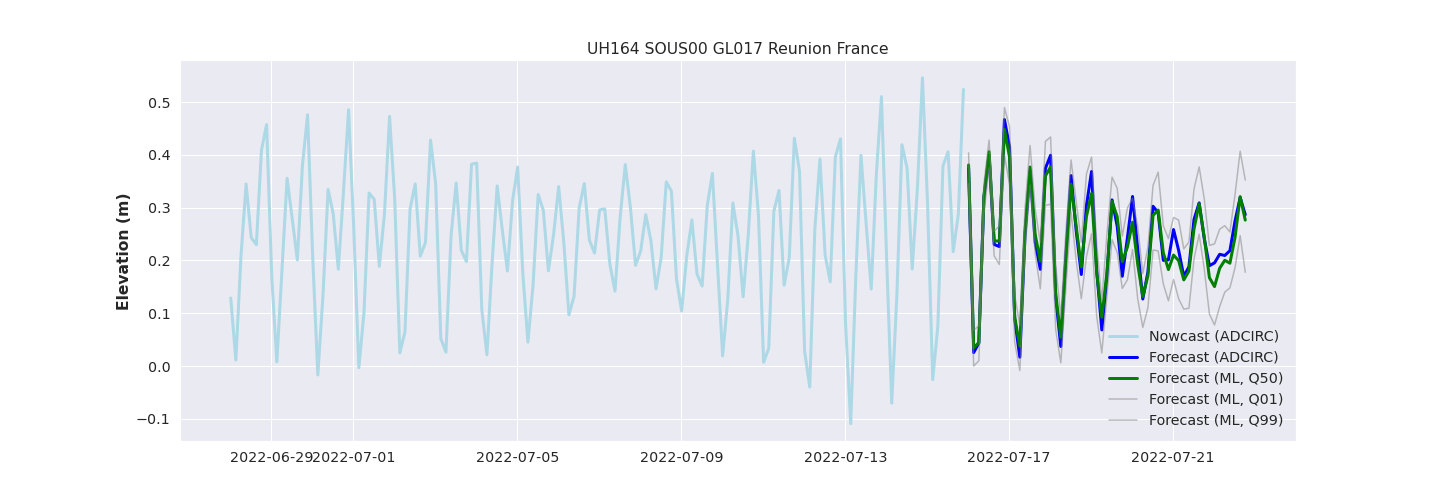 UH164 SOUS00 GL017 Reunion France
Elevation (m)
0.5
0.4
0.3
0.2
0.1
0.0
−0.1
Nowcast (ADCIRC)
Forecast (ADCIRC)
Forecast (ML, Q50)
Forecast (ML, Q01)
Forecast (ML, Q99)
2022-06-29 2022-07-01 2022-07-05 2022-07-09 2022-07-13 2022-07-17 2022-07-21